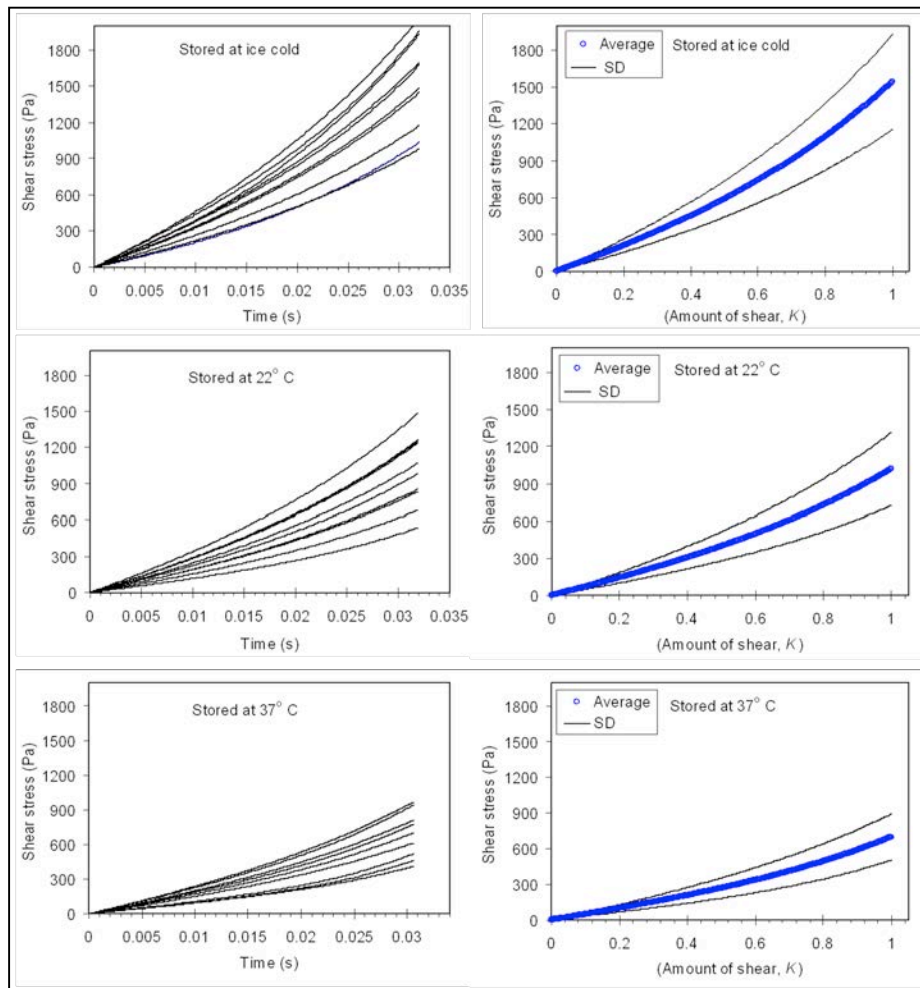 Shear stress (Pa)
1800
1500
1200
900
600
300
0
Stored at ice cold
0 0.005 0.01 0.015 0.02 0.025 0.03 0.035
Time (s)
Shear stress (Pa)
1800
1500
1200
900
600
300
0
Average
SD
Stored at ice cold
0 0.2 0.4 0.6 0.8 1
(Amount of shear, K)
Shear stress (Pa)
1800
1500
1200
900
600
300
0
Stored at 22° C
0 0.005 0.01 0.015 0.02 0.025 0.03 0.035
Time (s)
Shear stress (Pa)
1800
1500
1200
900
600
300
0
Average
SD
Stored at 22° C
0 0.2 0.4 0.6 0.8 1
(Amount of shear, K)
Shear stress (Pa)
1800
1500
1200
900
600
300
0
Stored at 37° C
0 0.005 0.01 0.015 0.02 0.025 0.03
Time (s)
Shear stress (Pa)
1800
1500
1200
900
600
300
0
Average
SD
Stored at 37° C
0 0.2 0.4 0.6 0.8 1
(Amount of shear, K)